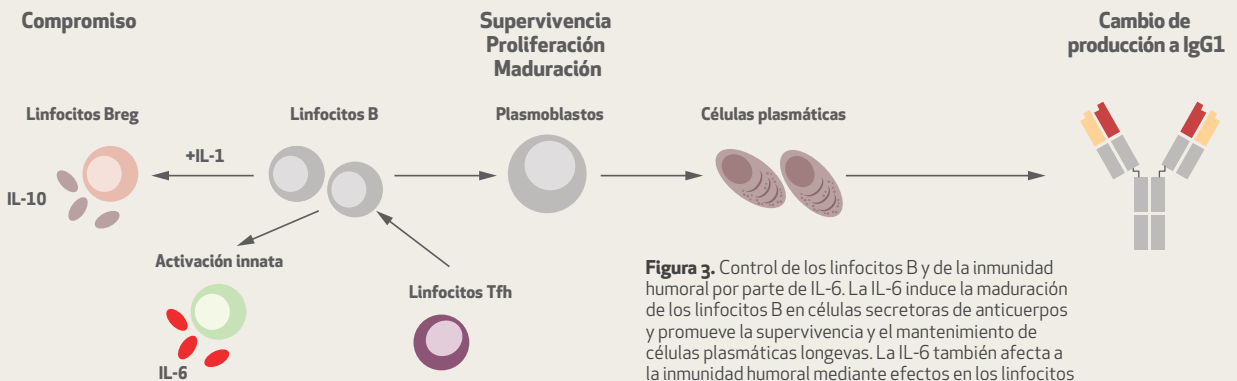 Compromiso
Supervivencia
Proliferación
Maduración
Cambio de
producción a IgG1
Linfocitos Breg
Linfocitos B
Plasmoblastos
Células plasmáticas
+IL-1
IL-10
Activación innata
Linfocitos Tfh
IL-6
Figura 3. Control de los linfocitos B y de la inmunidad
humoral por parte de IL-6. La IL-6 induce la maduración
de los linfocitos B en células secretoras de anticuerpos
y promueve la supervivencia y el mantenimiento de
células plasmáticas longevas. La IL-6 también afecta a
la inmunidad humoral mediante efectos en los linfocitos